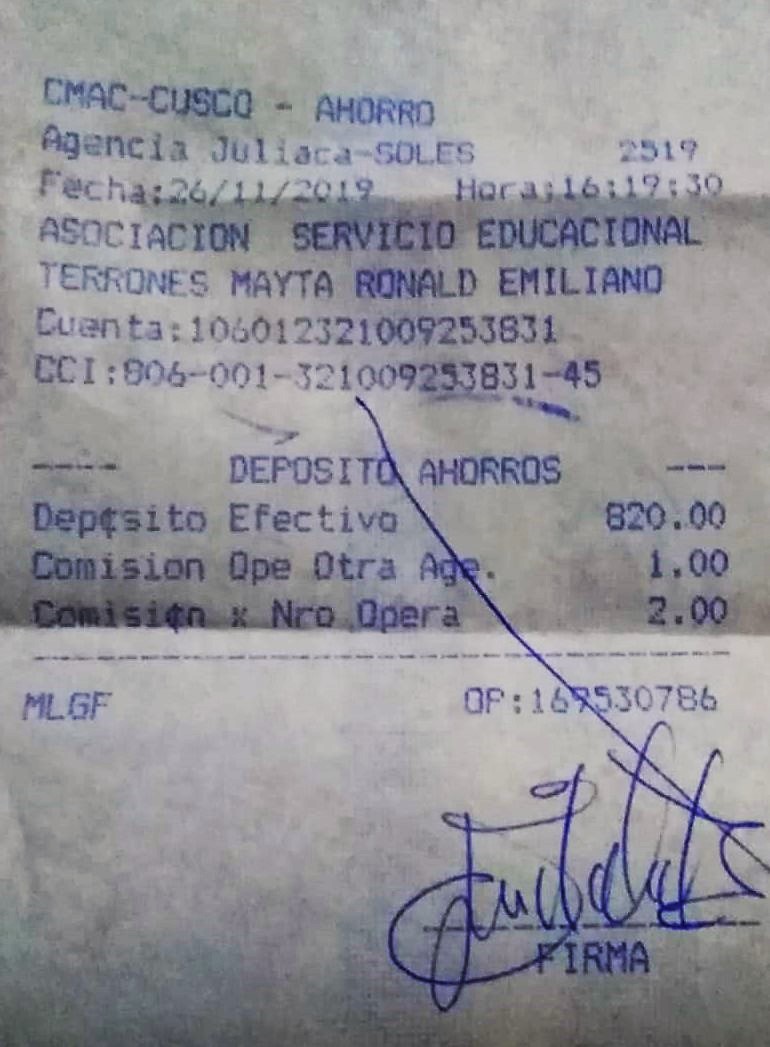 CMAC-CUSCO - AHORRO
Agencia Juliaca-SOLES 2519
Fecha:26/11/2019 Hora:16:19:30
ASOCIACION SERVICIO EDUCACIONAL
TERRONES MAYTA RONALD EMILIANO
Cuenta:106012321009253831
CCI:806-001-321009253831-45
---- DEPOSITO AHORROS ---
Dep¢sito Efectivo 820.00
Comision Ope Otra Age. 1.00
Comisi¢n x Nro Opera 2.00
MLGF OP:169530786
FIRMA